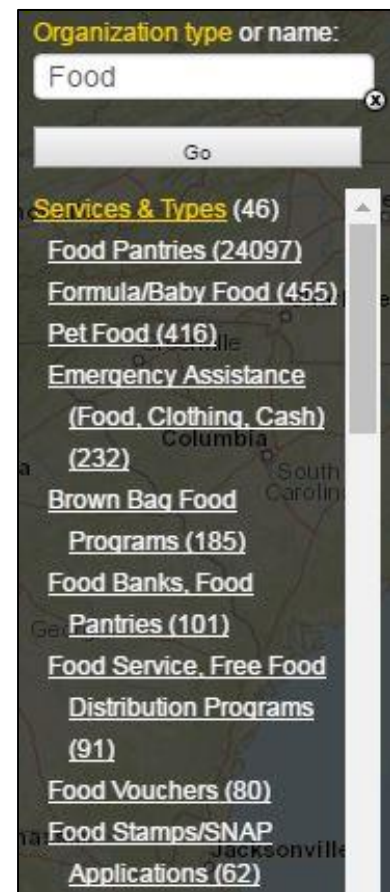 Organization type or name:
Food
x
Go
Services & Types (46)
Food Pantries (24097)
Formula/Baby Food (455)
Pet Food (416)
Emergency Assistance
(Food, Clothing, Cash)
(232)
Columbia
South
Carolin
Brown Bag Food
Programs (185)
Food Banks, Food
Pantries (101)
Food Service, Free Food
Distribution Programs
(91)
Food Vouchers (80)
Food Stamps/SNAP
Jacksonville
Applications (62)